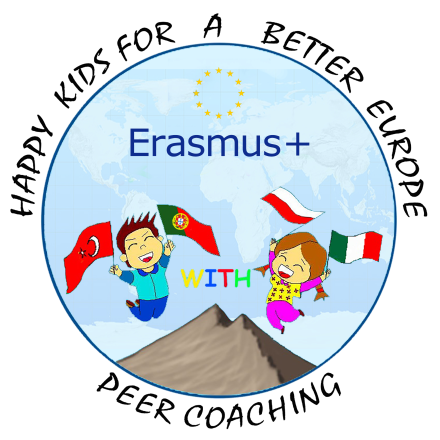 HAPPY KIDS FOR A BETTER EUROPE
Erasmus+
WITH
PEER COACHING